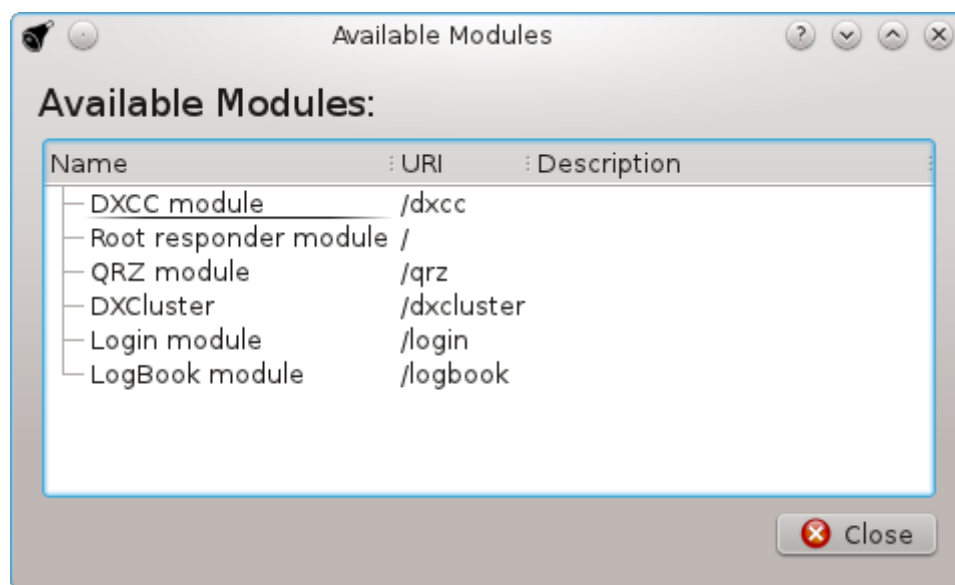 Available Modules
Available Modules:
Name URI Description
DXCC module /dxcc
Root responder module /
QRZ module /qrz
DXCluster /dxcluster
Login module /login
LogBook module /logbook
Close